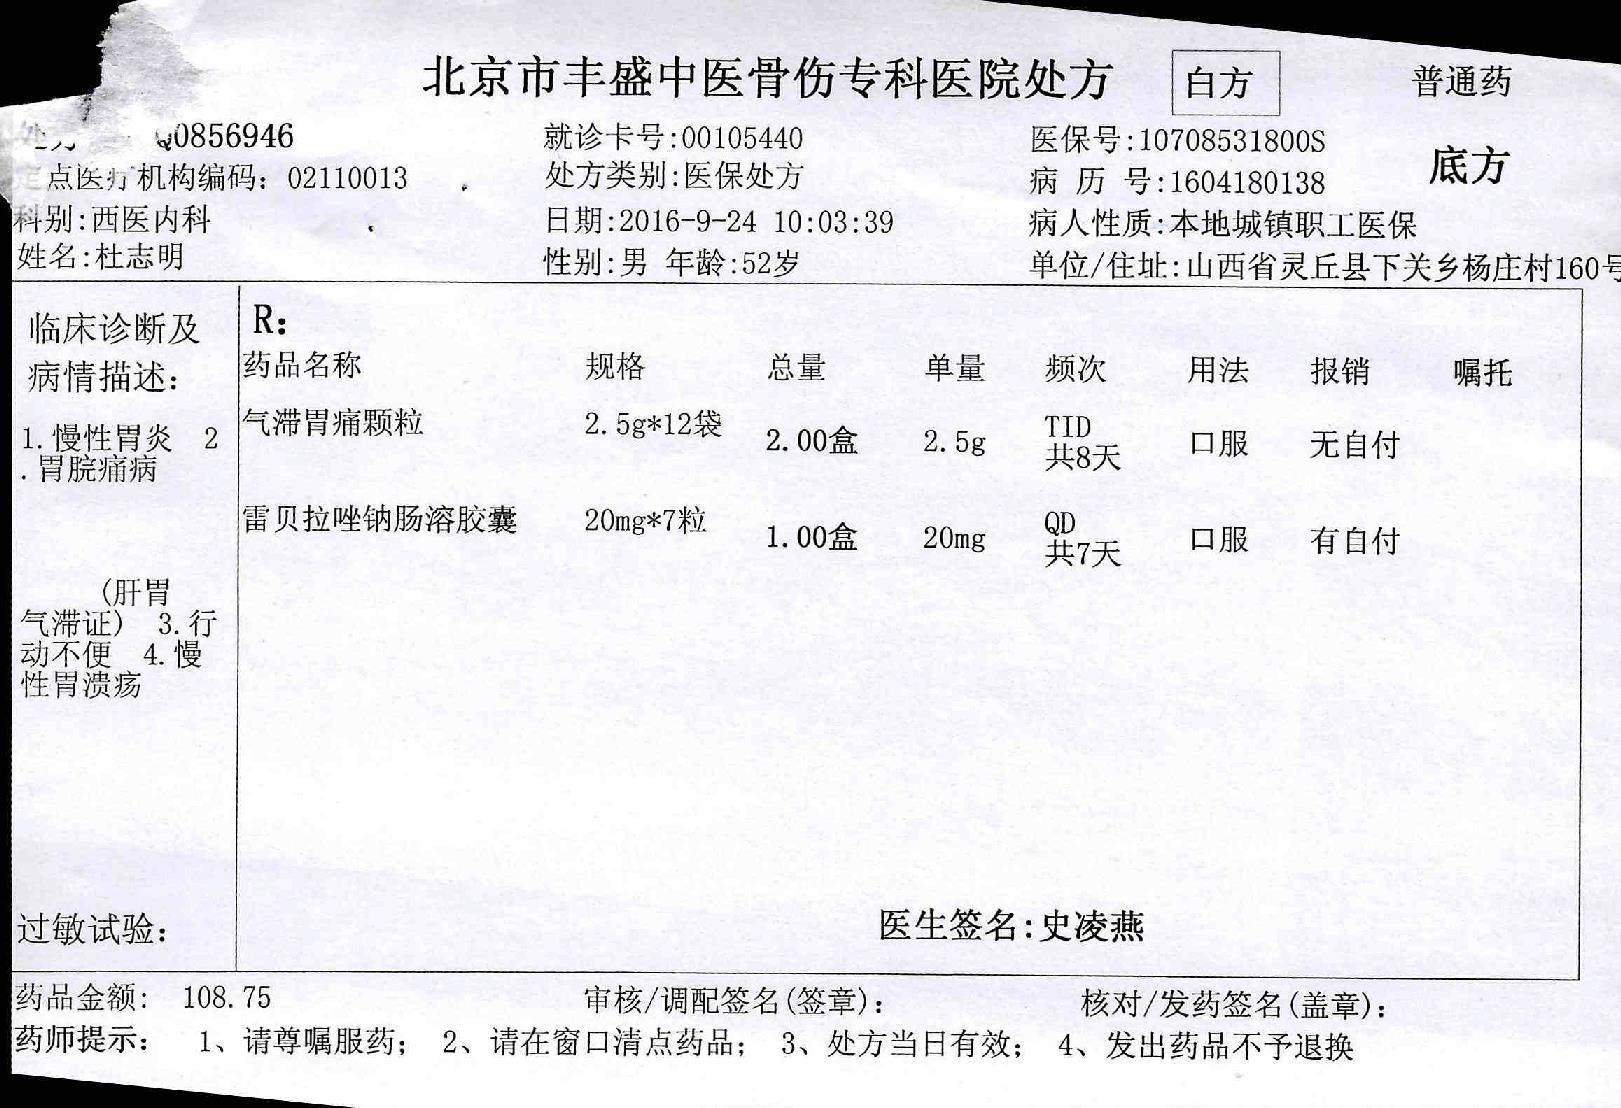 北京市丰盛中医骨伤专科医院处方 白方 普通药
Q0856946 就诊卡号:00105440 医保号:10708531800S
点医疗机构编码: 02110013 处方类别:医保处方 病 历 号:1604180138 底方
科别:西医内科 日期:2016-9-24 10:03:39 病人性质:本地城镇职工医保
姓名:杜志明 性别:男 年龄:52岁 单位/住址:山西省灵丘县下关乡杨庄村160号
临床诊断及
病情描述:
1.慢性胃炎 2
.胃脘痛病
(肝胃
气滞证) 3.行
动不便 4.慢
性胃溃疡
过敏试验:
R:
药品名称 规格 总量 单量 频次 用法 报销 嘱托
气滞胃痛颗粒 2.5g*12袋 2.00盒 2.5g TID 口服 无自付
共8天
雷贝拉唑钠肠溶胶囊 20mg*7粒 1.00盒 20mg QD 口服 有自付
共7天
医生签名:史凌燕
药品金额: 108.75 审核/调配签名(签章): 核对/发药签名(盖章):
药师提示: 1、请尊嘱服药; 2、请在窗口清点药品; 3、处方当日有效; 4、发出药品不予退换